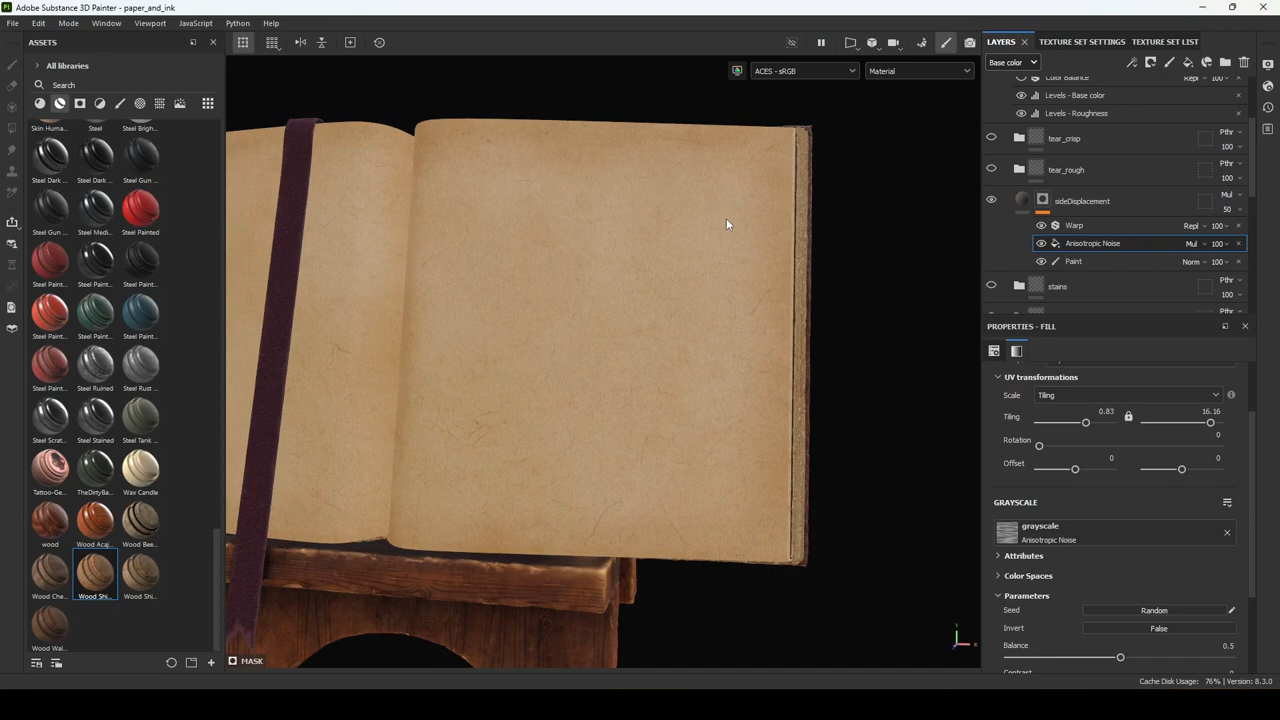 Adobe Substance 3D Painter - paper_and_ink
File Edit Mode Window Viewport JavaScript Python Help
ASSETS
All libraries
Search
Skin Huma... Steel Steel Brigh...
Steel Dark ... Steel Dark ... Steel Gun ...
Steel Gun ... Steel Medi... Steel Paint...
Steel Paint... Steel Paint... Steel Paint...
Steel Paint... Steel Paint... Steel Paint...
Steel Paint... Steel Ruined Steel Rust ...
Steel Scrat... Steel Stained Steel Tank ...
Tattoo-Ge... TheDirtyBa... Wax Candle
wood Wood Acaj... Wood Bee...
Wood Che... Wood Shi... Wood Shi...
Wood Wal...
ACES - sRGB
Material
MASK
Y
X
LAYERS TEXTURE SET SETTINGS TEXTURE SET LIST
Base color
Color Balance Repl 100
Levels - Base color
Levels - Roughness
tear_crisp Pthr 100
tear_rough Pthr 100
sideDisplacement Mul 50
Warp Repl 100
Anisotropic Noise Mul 100
Paint Norm 100
stains Pthr 100
PROPERTIES - FILL
UV transformations
Scale Tiling
Tiling 0.83 16.16
Rotation 0
Offset 0 0
GRAYSCALE
grayscale
Anisotropic Noise
Attributes
Color Spaces
Parameters
Seed Random
Invert False
Balance 0.5
Cache Disk Usage: 76% | Version: 8.3.0